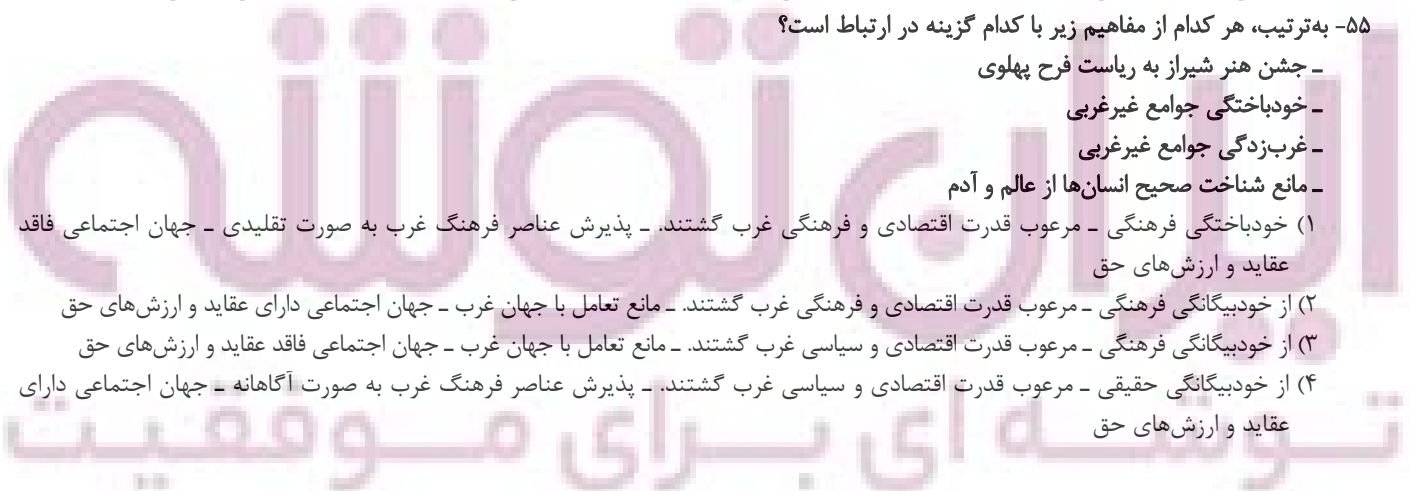 ۵۵- به‌ترتیب، هر کدام از مفاهیم زیر با کدام گزینه در ارتباط است؟
ـ جشن هنر شیراز به ریاست فرح پهلوی
ـ خودباختگی جوامع غیرغربی
ـ غرب‌زدگی جوامع غیرغربی
ـ مانع شناخت صحیح انسان‌ها از عالم و آدم
۱) خودباختگی فرهنگی ـ مرعوب قدرت اقتصادی و فرهنگی غرب گشتند. ـ پذیرش عناصر فرهنگ غرب به صورت تقلیدی ـ جهان اجتماعی فاقد
عقاید و ارزش‌های حق
۲) از خودبیگانگی فرهنگی ـ مرعوب قدرت اقتصادی و فرهنگی غرب گشتند. ـ مانع تعامل با جهان غرب ـ جهان اجتماعی دارای عقاید و ارزش‌های حق
۳) از خودبیگانگی فرهنگی ـ مرعوب قدرت اقتصادی و سیاسی غرب گشتند. ـ مانع تعامل با جهان غرب ـ جهان اجتماعی فاقد عقاید و ارزش‌های حق
۴) از خودبیگانگی حقیقی ـ مرعوب قدرت اقتصادی و سیاسی غرب گشتند. ـ پذیرش عناصر فرهنگ غرب به صورت آگاهانه ـ جهان اجتماعی دارای
عقاید و ارزش‌های حق
ایران توشه
توشه ای برای موفقیت